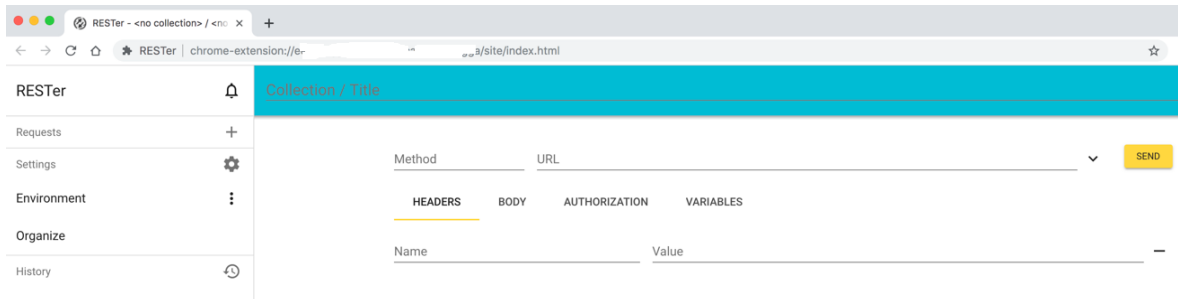 RESTer - <no collection> / <no
RESTer chrome-extension://e a/site/index.html
RESTer
Collection / Title
Requests
Settings
Method URL SEND
Environment
HEADERS BODY AUTHORIZATION VARIABLES
Organize
Name Value
History